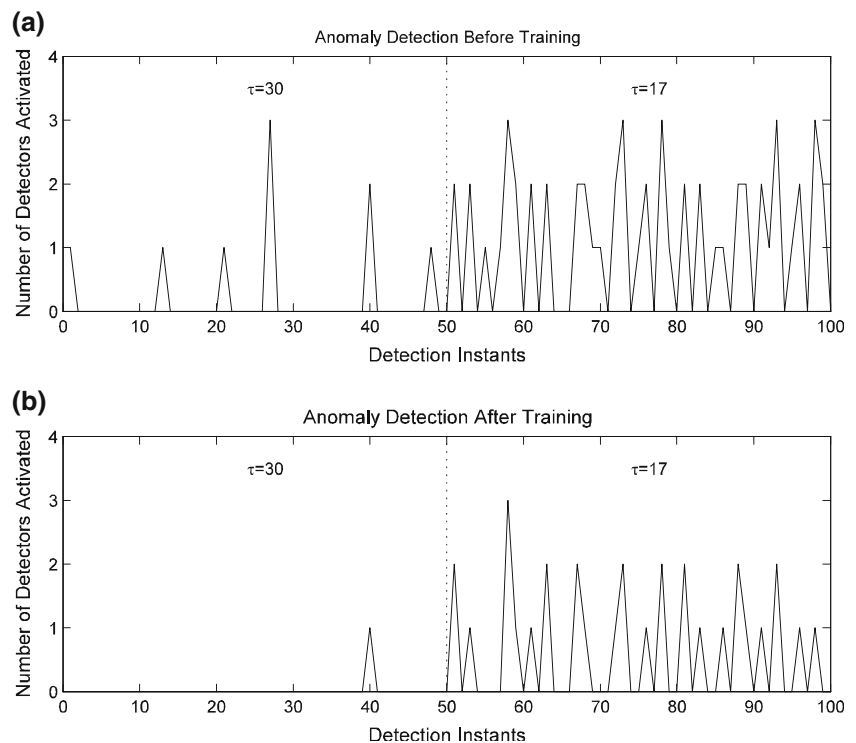 (a)
Anomaly Detection Before Training
Number of Detectors Activated
4
3
2
1
0
τ=30
τ=17
0 10 20 30 40 50 60 70 80 90 100
Detection Instants
(b)
Anomaly Detection After Training
Number of Detectors Activated
4
3
2
1
0
τ=30
τ=17
0 10 20 30 40 50 60 70 80 90 100
Detection Instants